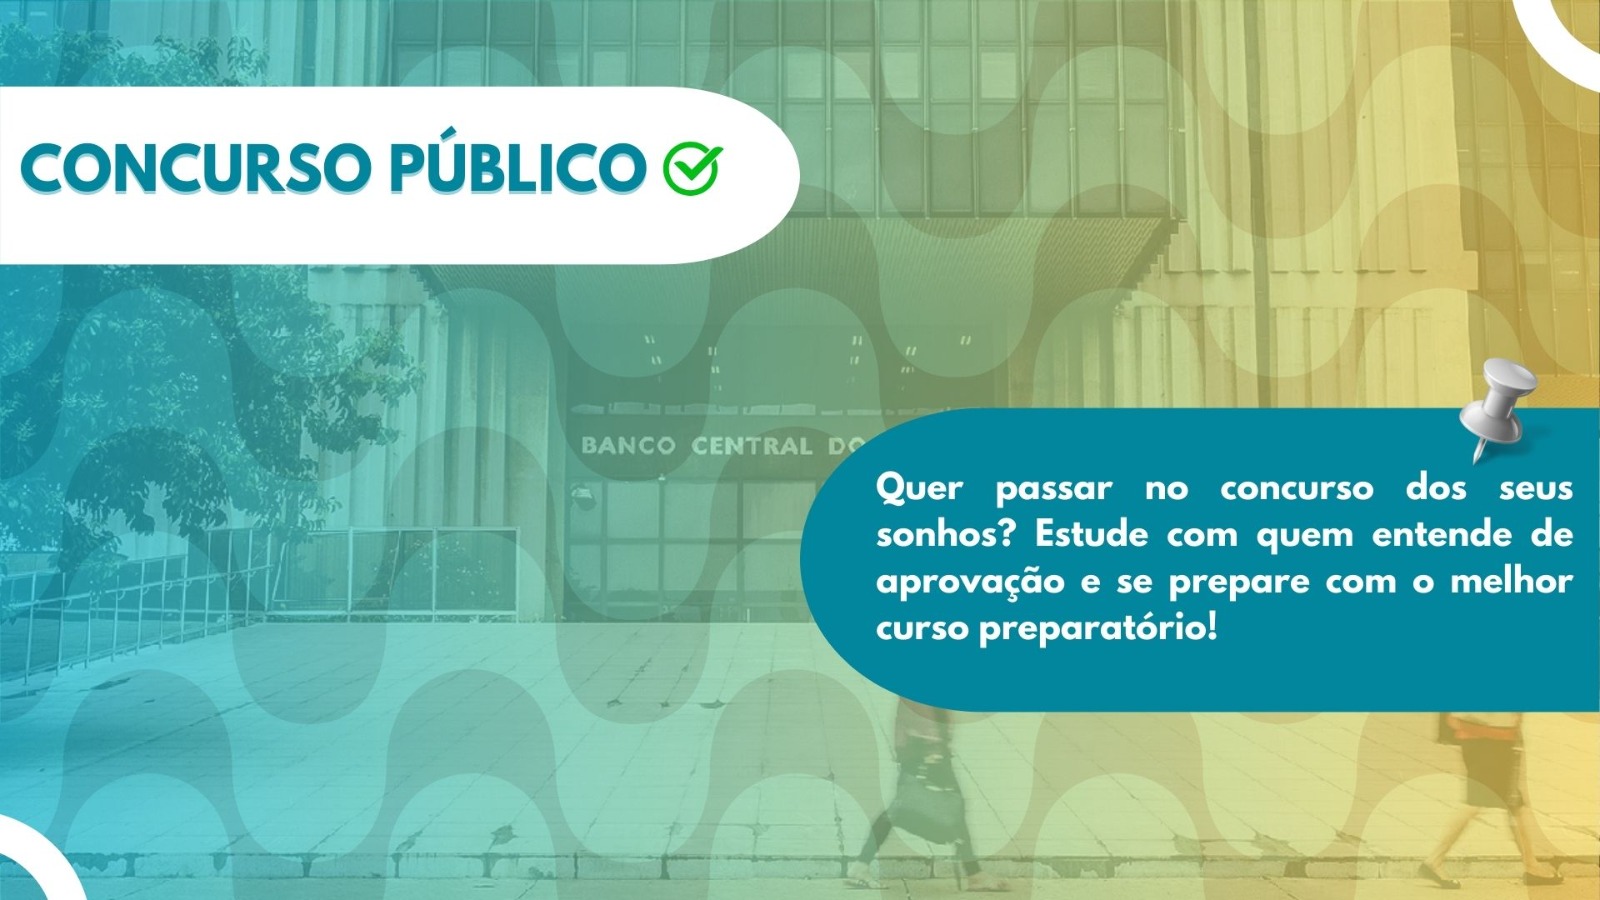 CONCURSO PÚBLICO
BANCO CENTRAL DO
Quer passar no concurso dos seus
sonhos? Estude com quem entende de
aprovação e se prepare com o melhor
curso preparatório!